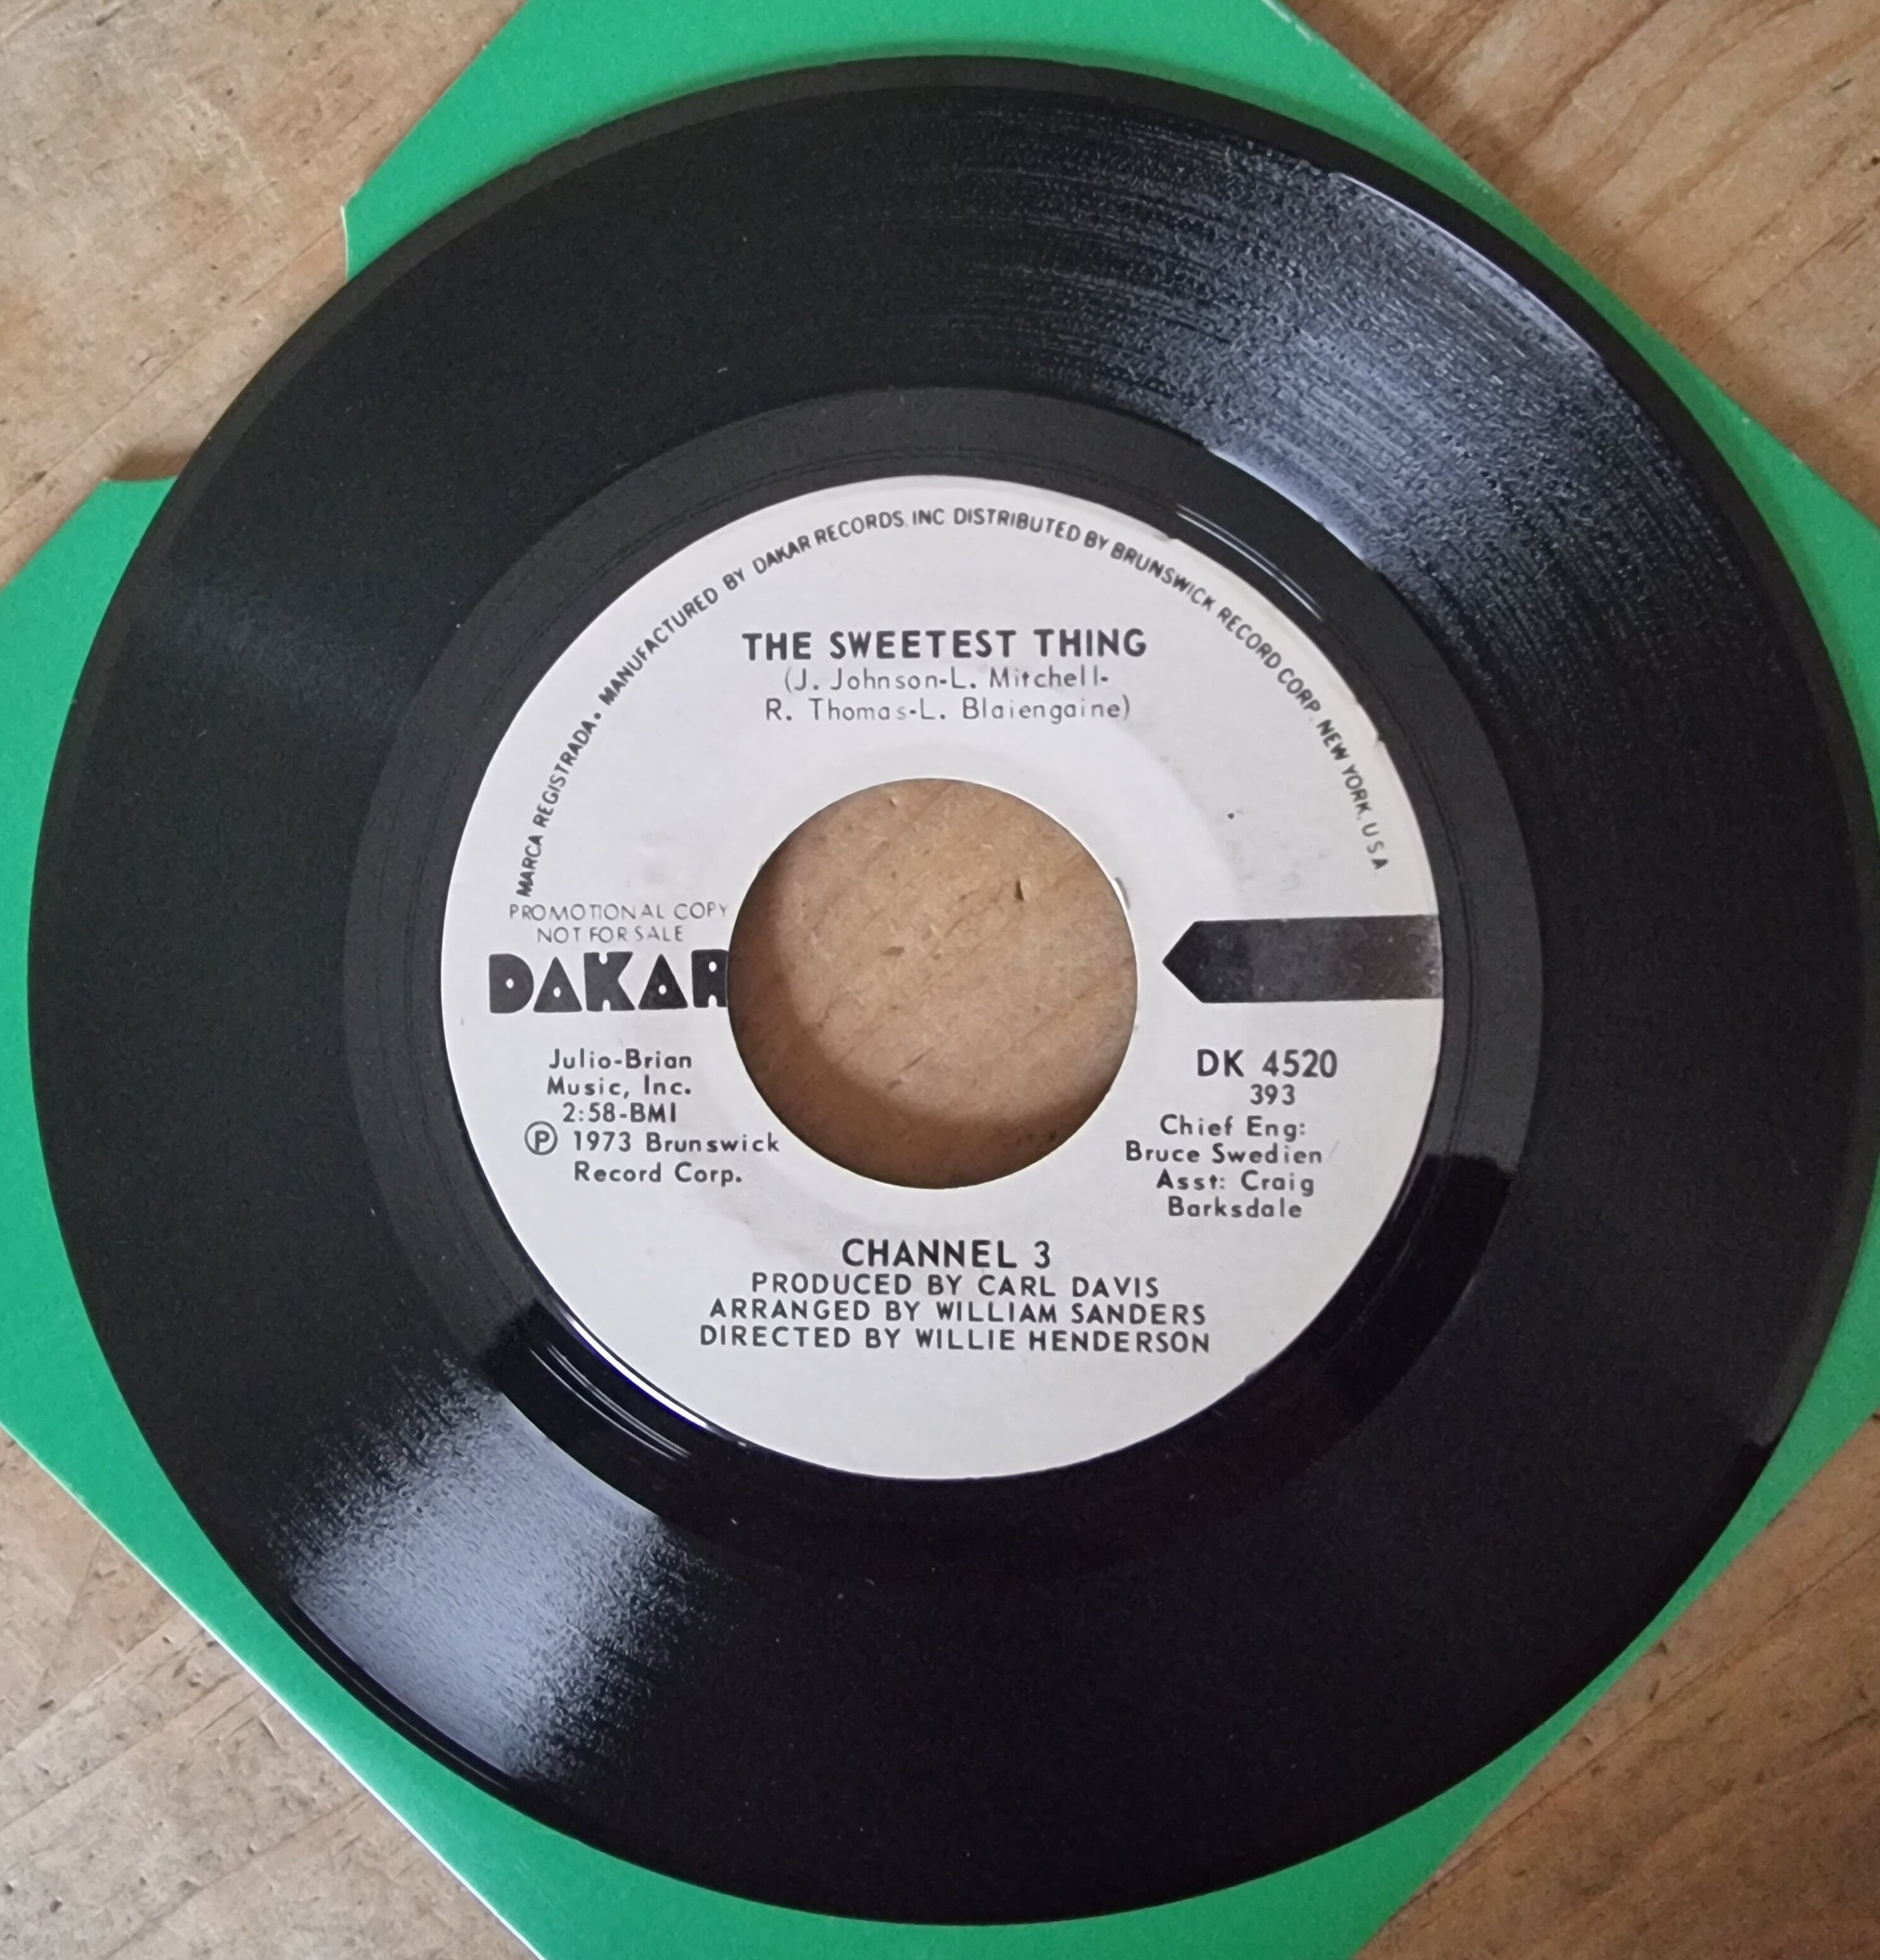 MARCA REGISTRADA • MANUFACTURED BY DAKAR RECORDS, INC DISTRIBUTED BY BRUNSWICK RECORD CORP. NEW YORK, U S A
THE SWEETEST THING
(J. Johnson-L. Mitchell-
R. Thomas-L. Blaiengaine)
PROMOTIONAL COPY
NOT FOR SALE
DAKAR
Julio-Brian
Music, Inc.
2:58-BMI
Ⓟ 1973 Brunswick
Record Corp.
DK 4520
393
Chief Eng:
Bruce Swedien
Asst: Craig
Barksdale
CHANNEL 3
PRODUCED BY CARL DAVIS
ARRANGED BY WILLIAM SANDERS
DIRECTED BY WILLIE HENDERSON